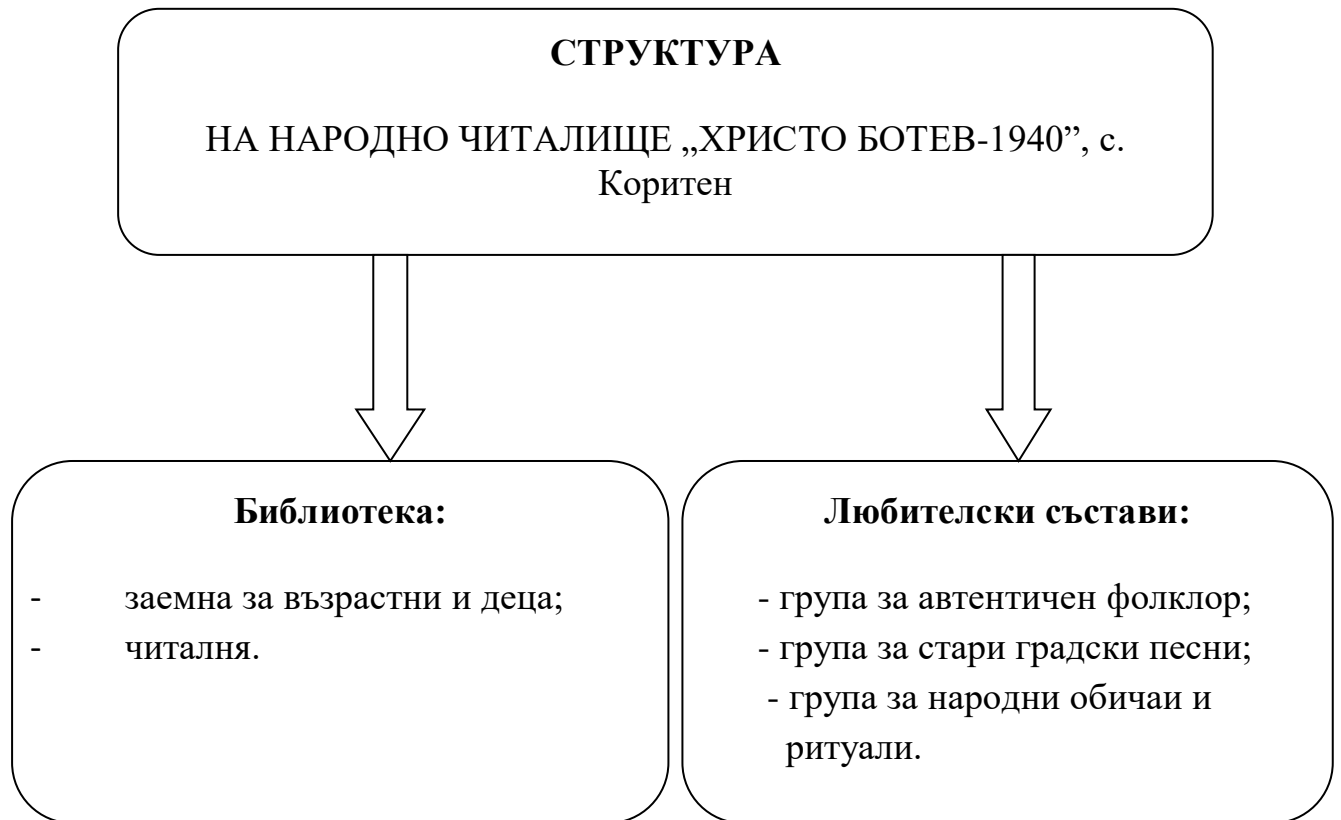 СТРУКТУРА
НА НАРОДНО ЧИТАЛИЩЕ „ХРИСТО БОТЕВ-1940”, с.
Коритен
Библиотека:
- заемна за възрастни и деца;
- читалня.
Любителски състави:
- група за автентичен фолклор;
- група за стари градски песни;
- група за народни обичаи и
ритуали.